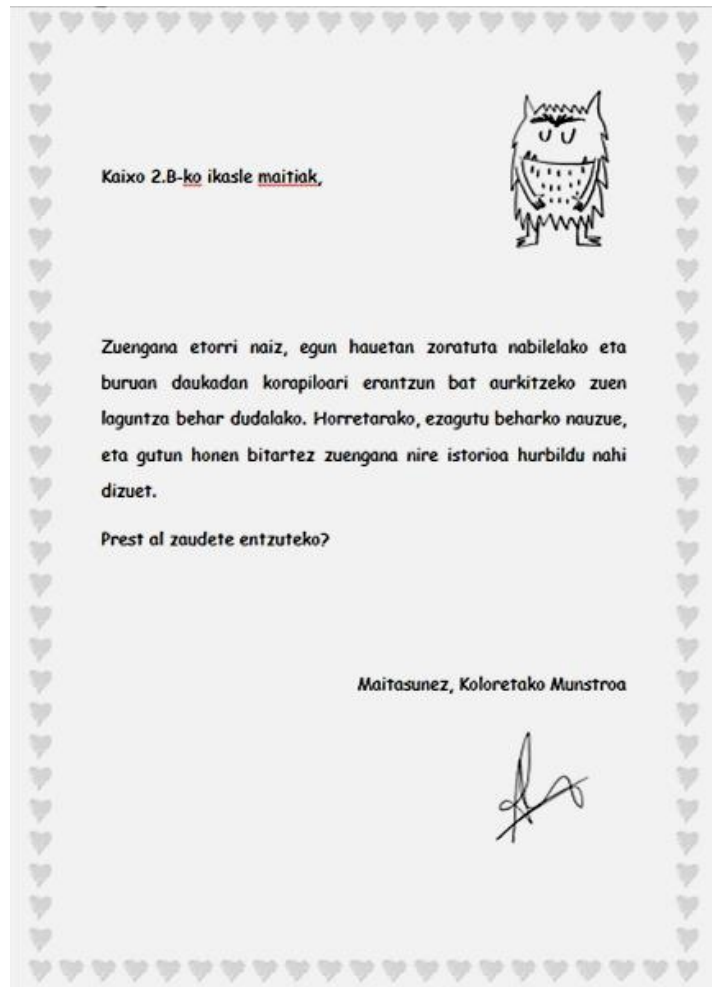 Kaixo 2.B-ko ikasle maitiak,
Zuengana etorri naiz, egun hauetan zoratuta nabilelako eta
buruan daukadan korapiloari erantzun bat aurkitzeko zuen
laguntza behar dudalako. Horretarako, ezagutu beharko nauzue,
eta gutun honen bitartez zuengana nire istorioa hurbildu nahi
dizuet.
Prest al zaudete entzuteko?
Maitasunez, Koloretako Munstroa